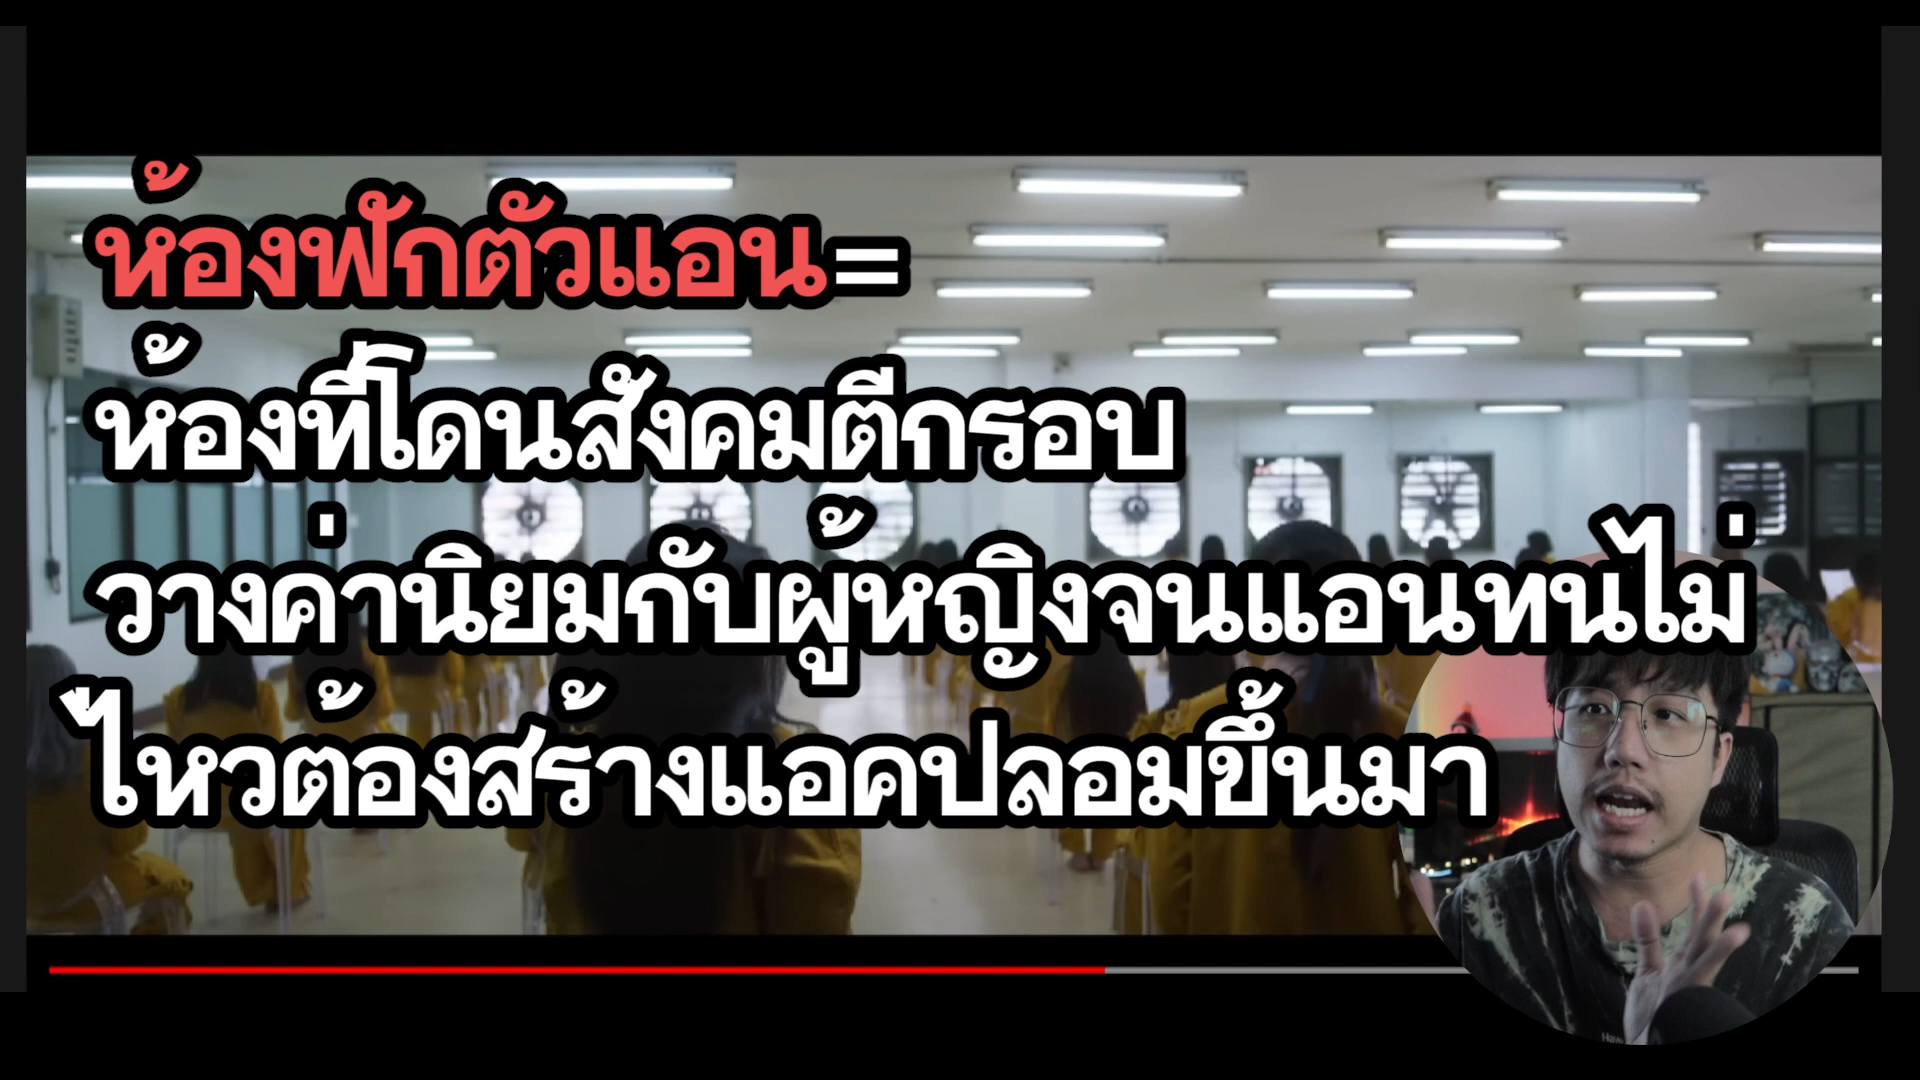 ห้องฟักตัวแอน=
ห้องที่โดนสังคมตีกรอบ
วางค่านิยมกับผู้หญิงจนแอนทนไม่
ไหวต้องสร้างแอคปลอมขึ้นมา